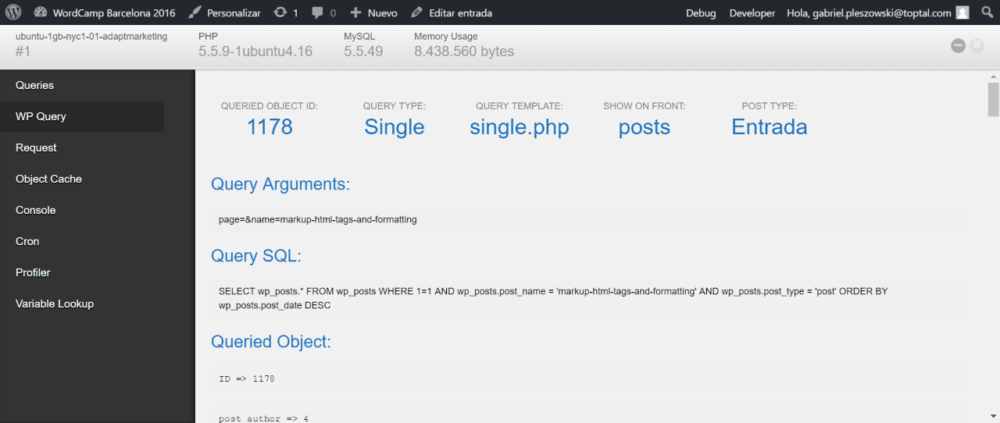 WordCamp Barcelona 2016 Personalizar 1 0 Nuevo Editar entrada Debug Developer Hola, gabriel.pleszowski@toptal.com
ubuntu-1gb-nyc1-01-adaptmarketing PHP MySQL Memory Usage
#1 5.5.9-1ubuntu4.16 5.5.49 8.438.560 bytes
Queries
WP Query
Request
Object Cache
Console
Cron
Profiler
Variable Lookup
QUERIED OBJECT ID: QUERY TYPE: QUERY TEMPLATE: SHOW ON FRONT: POST TYPE:
1178 Single single.php posts Entrada
Query Arguments:
page=&name=markup-html-tags-and-formatting
Query SQL:
SELECT wp_posts.* FROM wp_posts WHERE 1=1 AND wp_posts.post_name = 'markup-html-tags-and-formatting' AND wp_posts.post_type = 'post' ORDER BY
wp_posts.post_date DESC
Queried Object:
ID => 1178
post_author => 4